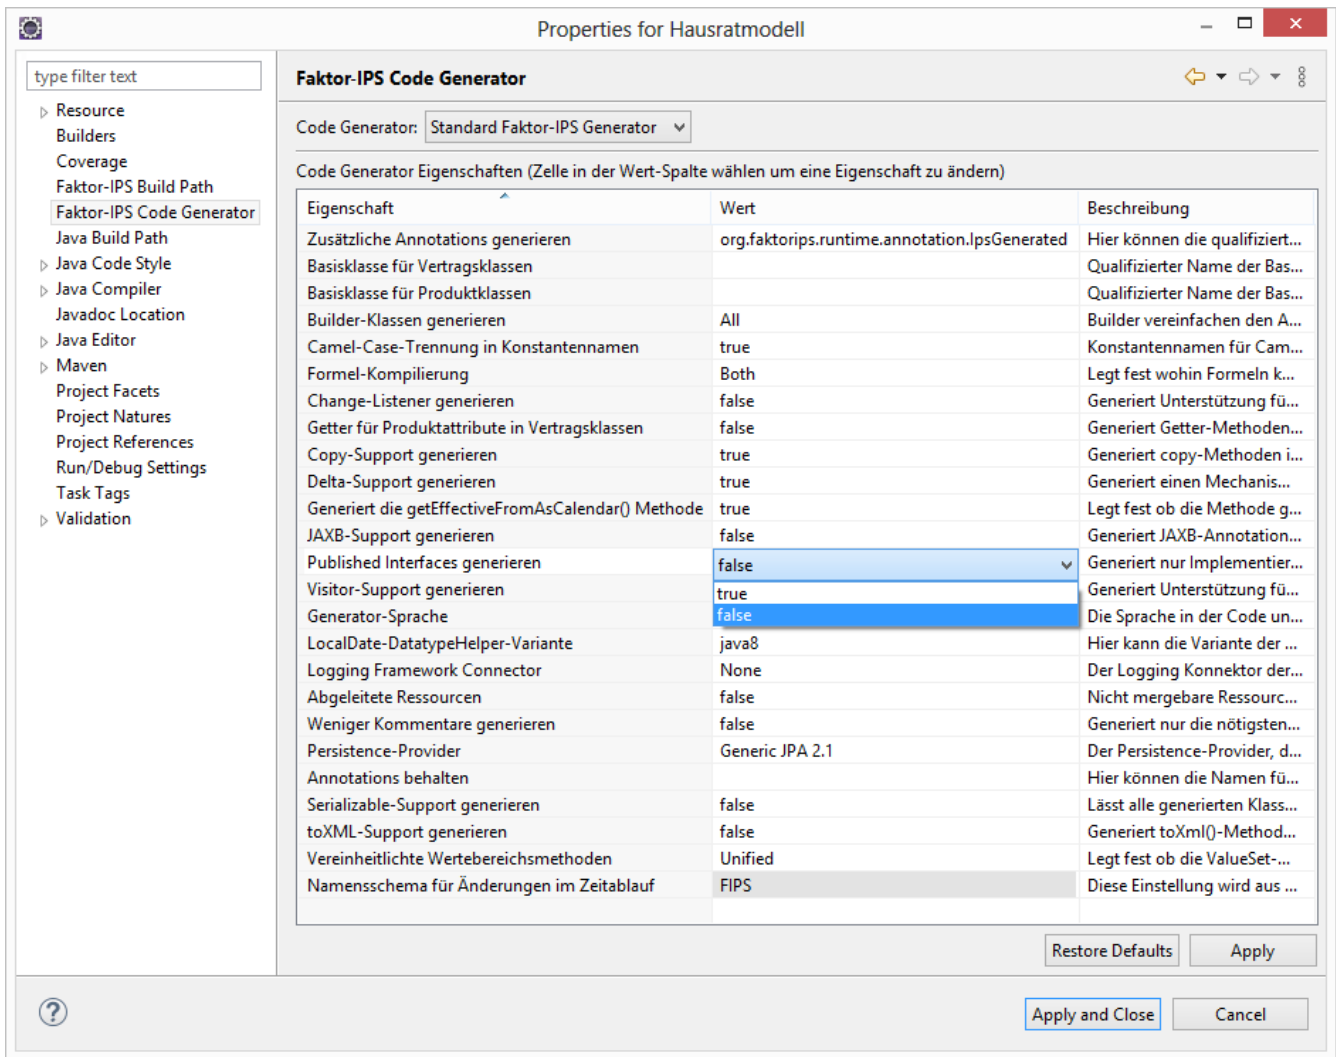 Properties for Hausratmodell
type filter text
Resource
Builders
Coverage
Faktor-IPS Build Path
Faktor-IPS Code Generator
Java Build Path
Java Code Style
Java Compiler
Javadoc Location
Java Editor
Maven
Project Facets
Project Natures
Project References
Run/Debug Settings
Task Tags
Validation
Faktor-IPS Code Generator
Code Generator: Standard Faktor-IPS Generator
Code Generator Eigenschaften (Zelle in der Wert-Spalte wählen um eine Eigenschaft zu ändern)
Eigenschaft Wert Beschreibung
Zusätzliche Annotations generieren org.faktorips.runtime.annotation.IpsGenerated Hier können die qualifiziert...
Basisklasse für Vertragsklassen Qualifizierter Name der Bas...
Basisklasse für Produktklassen Qualifizierter Name der Bas...
Builder-Klassen generieren All Builder vereinfachen den A...
Camel-Case-Trennung in Konstantennamen true Konstantennamen für Cam...
Formel-Kompilierung Both Legt fest wohin Formeln k...
Change-Listener generieren false Generiert Unterstützung fü...
Getter für Produktattribute in Vertragsklassen false Generiert Getter-Methoden...
Copy-Support generieren true Generiert copy-Methoden i...
Delta-Support generieren true Generiert einen Mechanis...
Generiert die getEffectiveFromAsCalendar() Methode true Legt fest ob die Methode g...
JAXB-Support generieren false Generiert JAXB-Annotation...
Published Interfaces generieren false Generiert nur Implementier...
Visitor-Support generieren true Generiert Unterstützung fü...
Generator-Sprache false Die Sprache in der Code un...
LocalDate-DatatypeHelper-Variante java8 Hier kann die Variante der ...
Logging Framework Connector None Der Logging Konnektor der...
Abgeleitete Ressourcen false Nicht mergebare Ressourc...
Weniger Kommentare generieren false Generiert nur die nötigsten...
Persistence-Provider Generic JPA 2.1 Der Persistence-Provider, d...
Annotations behalten Hier können die Namen fü...
Serializable-Support generieren false Lässt alle generierten Klass...
toXML-Support generieren false Generiert toXml()-Method...
Vereinheitlichte Wertebereichsmethoden Unified Legt fest ob die ValueSet-...
Namensschema für Änderungen im Zeitablauf FIPS Diese Einstellung wird aus ...
Restore Defaults Apply
? Apply and Close Cancel